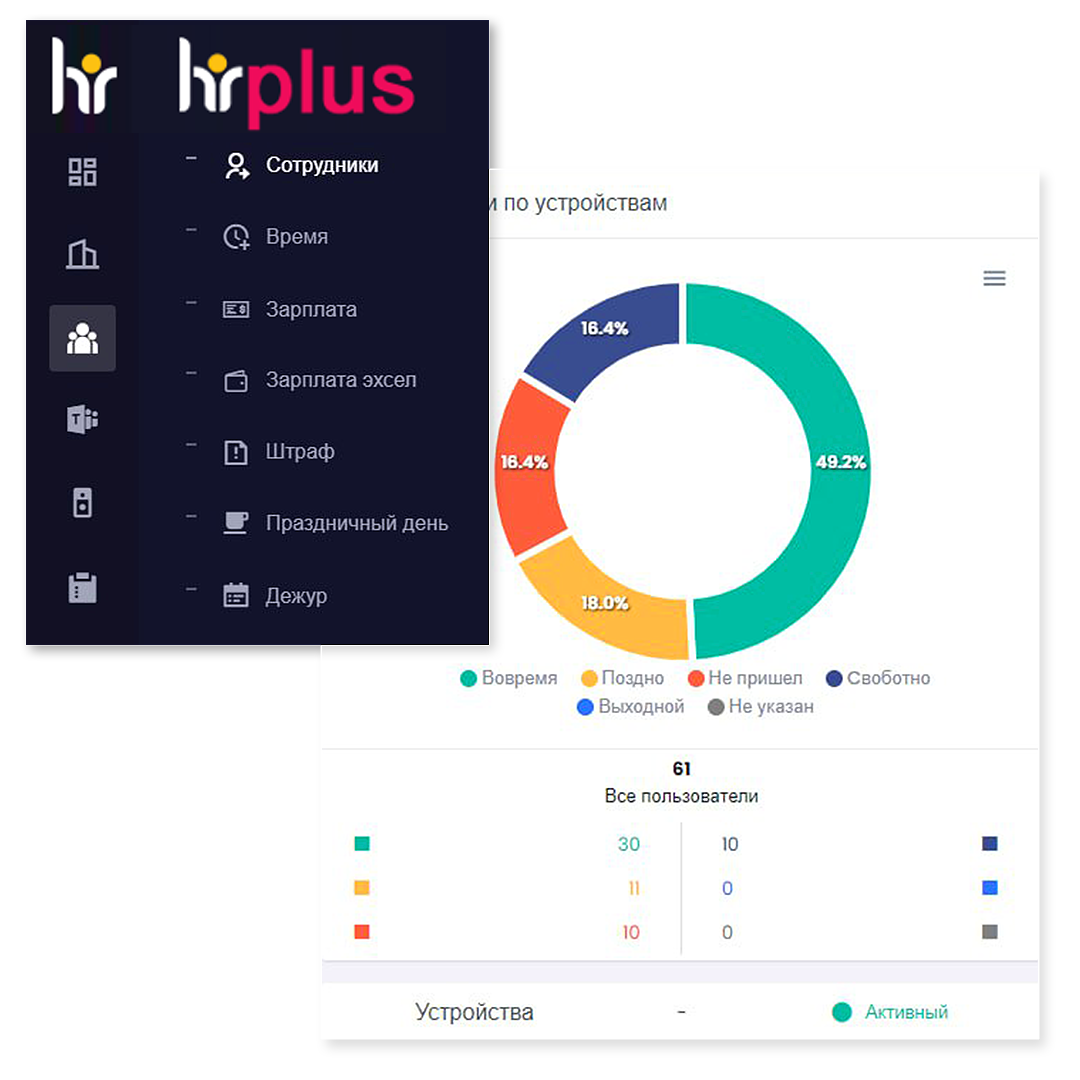 hr hrplus
Сотрудники
Время
Зарплата
Зарплата эхсел
Штраф
Праздничный день
Дежур
и по устройствам
16.4%
16.4%
49.2%
18.0%
Вовремя Поздно Не пришел Своботно
Выходной Не указан
61
Все пользователи
30 10
11 0
10 0
Устройства - Активный